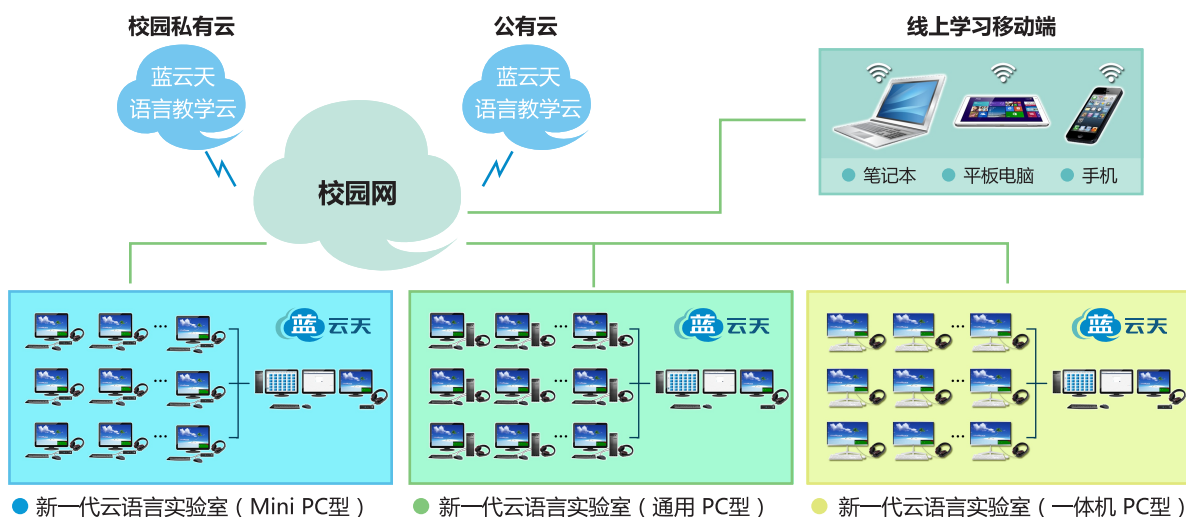 校园私有云
公有云
线上学习移动端
蓝云天
语言教学云
蓝云天
语言教学云
校园网
笔记本
平板电脑
手机
蓝云天
蓝云天
蓝云天
新一代云语言实验室（Mini PC型）
新一代云语言实验室（通用 PC型）
新一代云语言实验室（一体机 PC型）